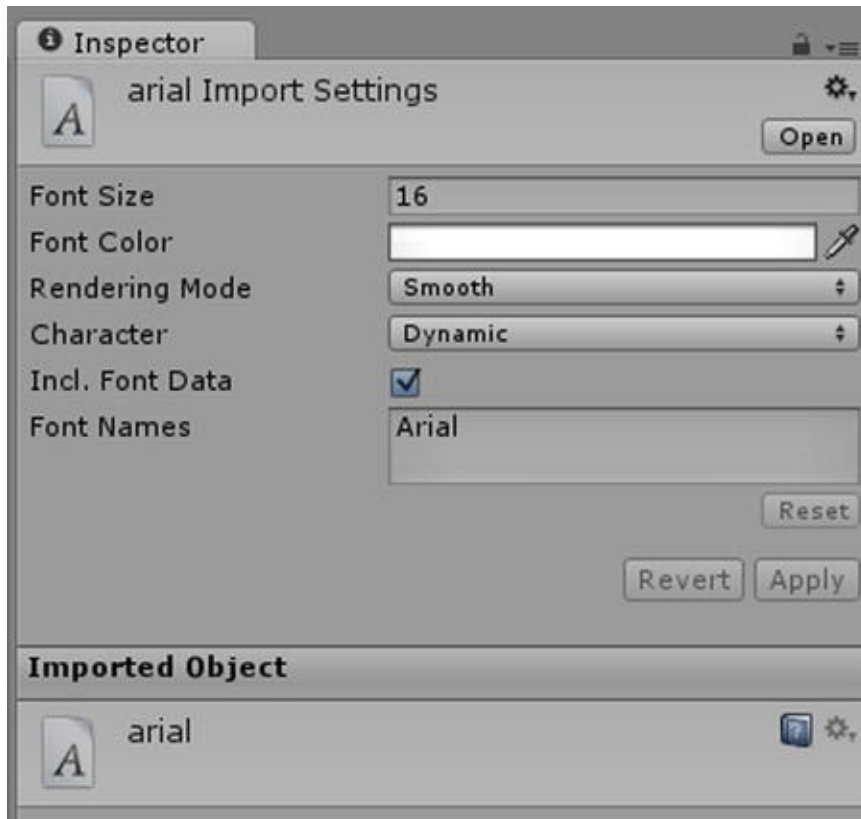 Inspector
arial Import Settings
Open
Font Size 16
Font Color
Rendering Mode Smooth
Character Dynamic
Incl. Font Data
Font Names Arial
Reset
Revert Apply
Imported Object
arial